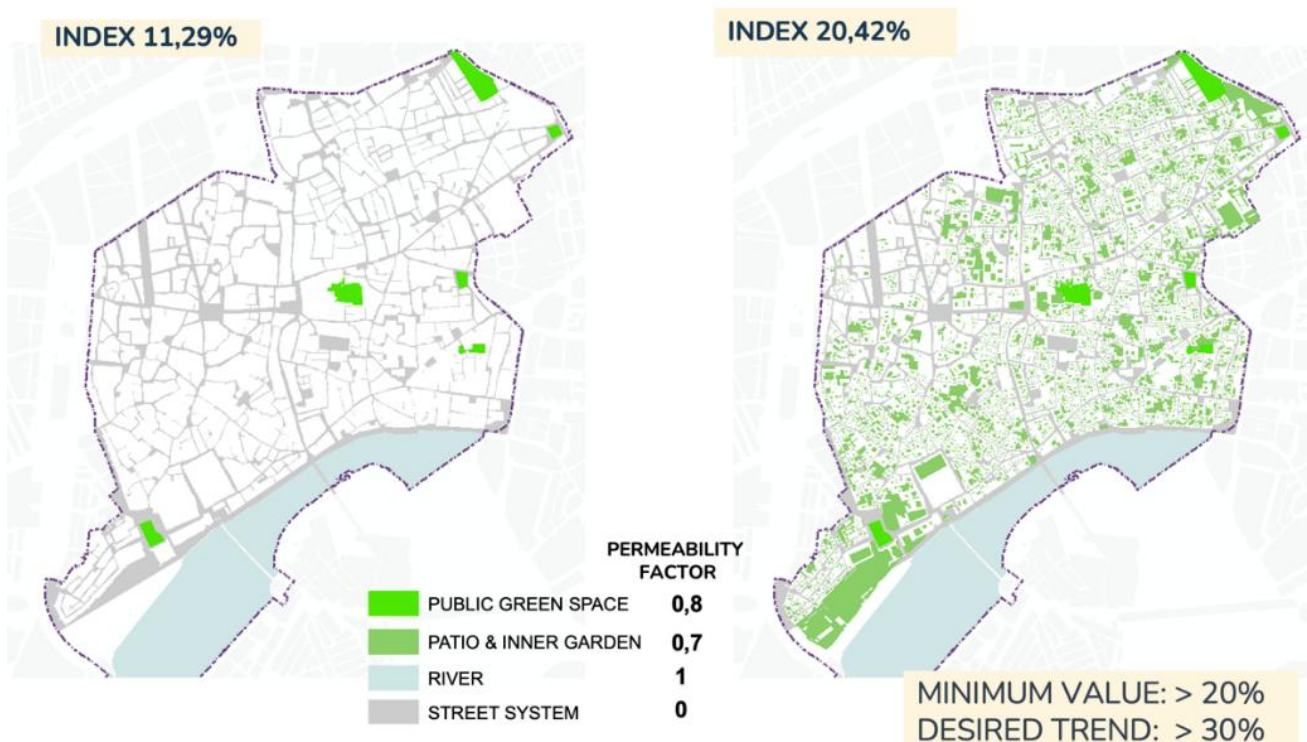 INDEX 11,29%
INDEX 20,42%
PERMEABILITY
FACTOR
PUBLIC GREEN SPACE 0,8
PATIO & INNER GARDEN 0,7
RIVER 1
STREET SYSTEM 0
MINIMUM VALUE: > 20%
DESIRED TREND: > 30%